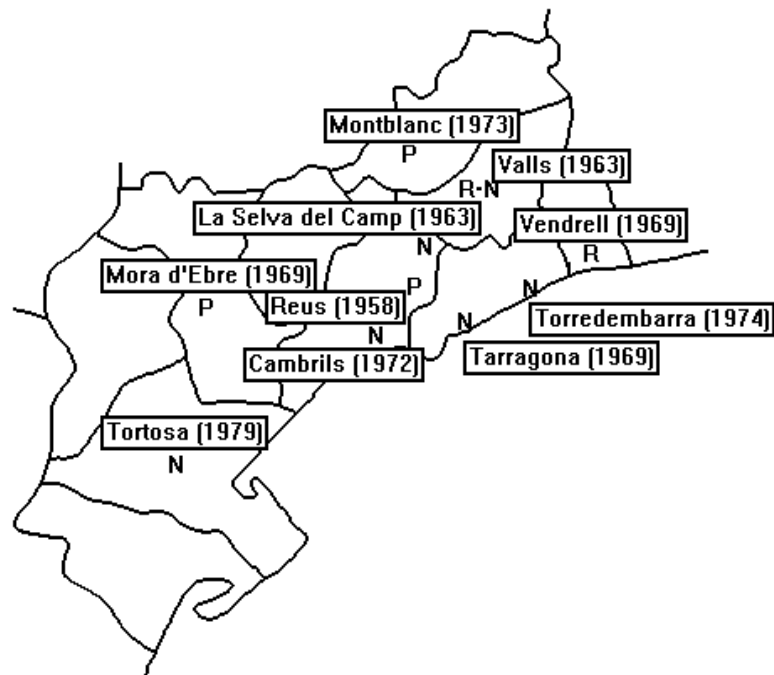 Montblanc (1973)
P
Valls (1963)
R-N
La Selva del Camp (1963)
N
Vendrell (1969)
R
Mora d'Ebre (1969)
P
P
Reus (1958)
N
N
N
Torredembarra (1974)
Cambrils (1972)
Tarragona (1969)
Tortosa (1979)
N